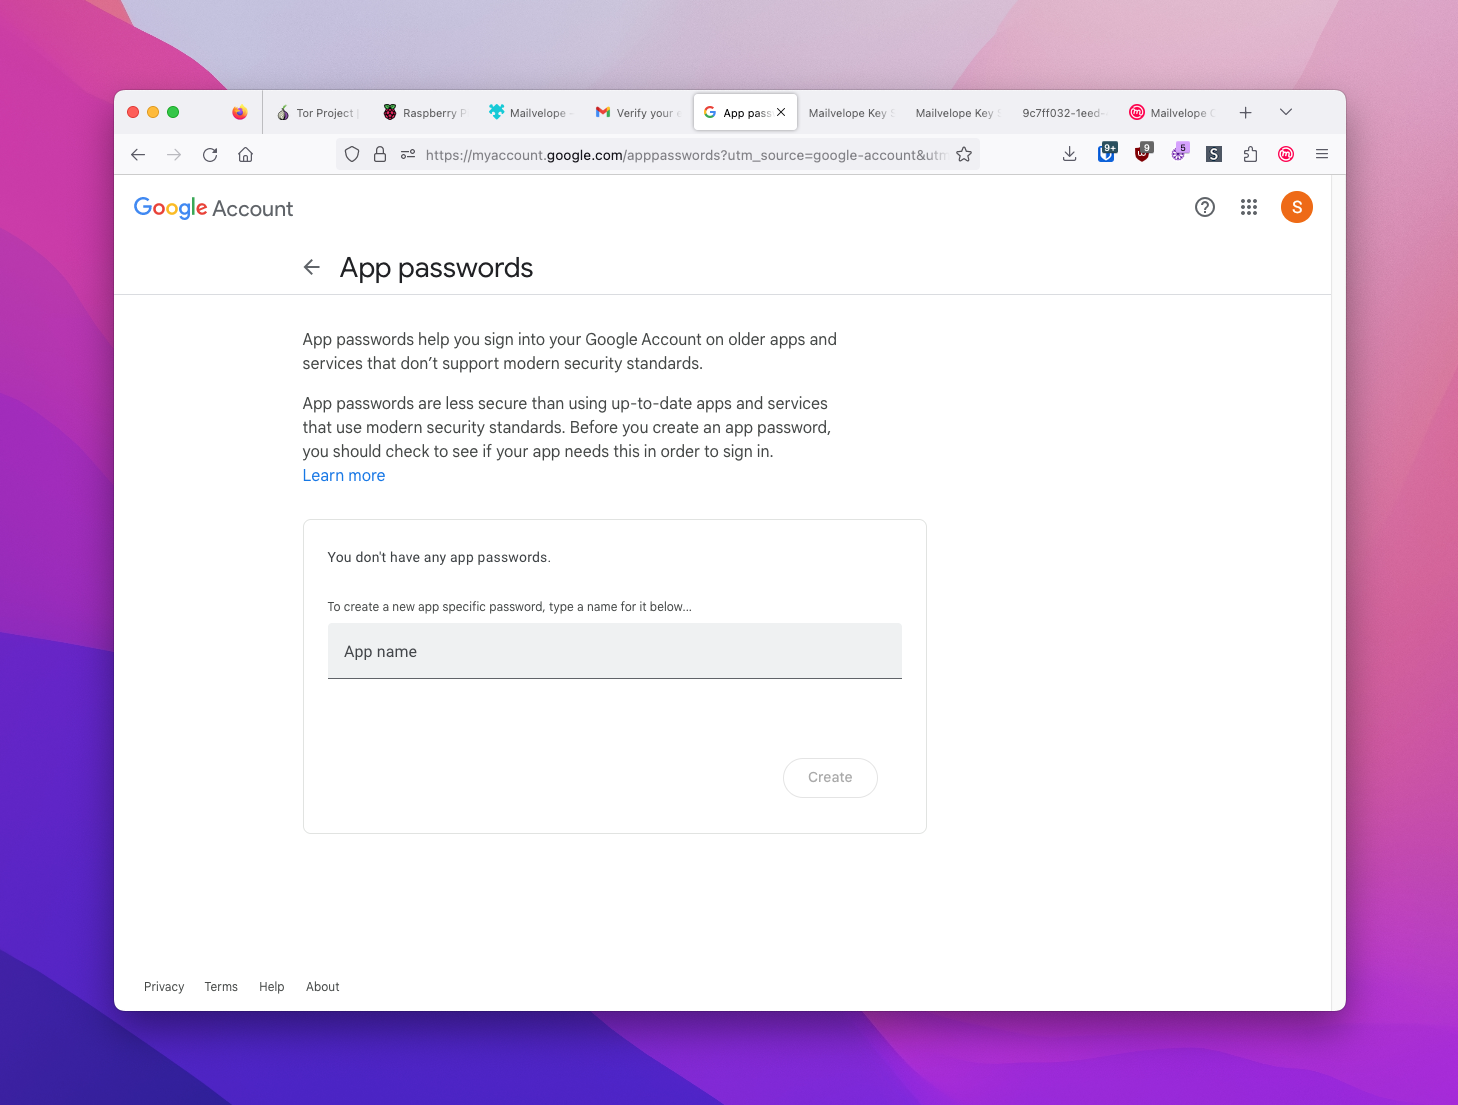 Tor Project
Raspberry P
Mailvelope
Verify your e
App pass
Mailvelope Key S
Mailvelope Key S
9c7ff032-1eed-
Mailvelope C
https://myaccount.google.com/apppasswords?utm_source=google-account&utm
9+
9
5
S
Google Account
S
App passwords
App passwords help you sign into your Google Account on older apps and
services that don’t support modern security standards.
App passwords are less secure than using up-to-date apps and services
that use modern security standards. Before you create an app password,
you should check to see if your app needs this in order to sign in.
Learn more
You don't have any app passwords.
To create a new app specific password, type a name for it below...
App name
Create
Privacy
Terms
Help
About